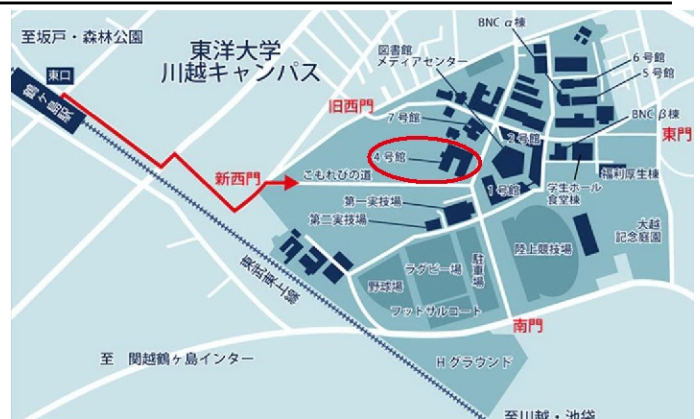 至坂戸・森林公園
東洋大学
川越キャンパス
東口
鶴ヶ島駅
BNC α棟
図書館
メディアセンター
6号館
5号館
旧西門
7号館
BNC β棟
2号館
東門
4号館
新西門
こもれびの道
1号館
学生ホール
食堂棟
福利厚生棟
第一実技場
第二実技場
大越
記念庭園
陸上競技場
駐車場
ラグビー場
野球場
東武東上線
フットサルコート
南門
至 関越鶴ヶ島インター
Hグラウンド
至川越・池袋